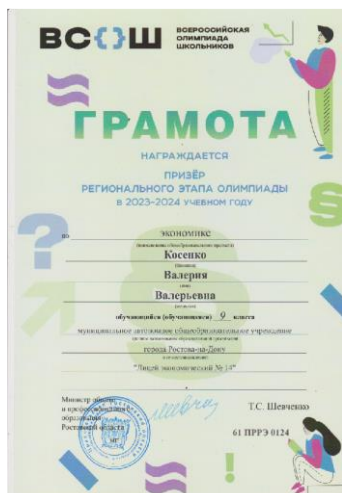 ВС{}Ш
ВСЕРОССИЙСКАЯ
ОЛИМПИАДА
ШКОЛЬНИКОВ
ГРАМОТА
НАГРАЖДАЕТСЯ
ПРИЗЁР
РЕГИОНАЛЬНОГО ЭТАПА ОЛИМПИАДЫ
В 2023-2024 УЧЕБНОМ ГОДУ
по экономике
Косенко
Валерия
Валерьевна
обучающийся (обучающаяся) 9 класса
муниципальное автономное общеобразовательное учреждение
города Ростова-на-Дону
"Лицей экономический № 14"
Министр общего
и профессионального
образования
Ростовской области
Т.С. Шевченко
61 ПРРЭ 0124